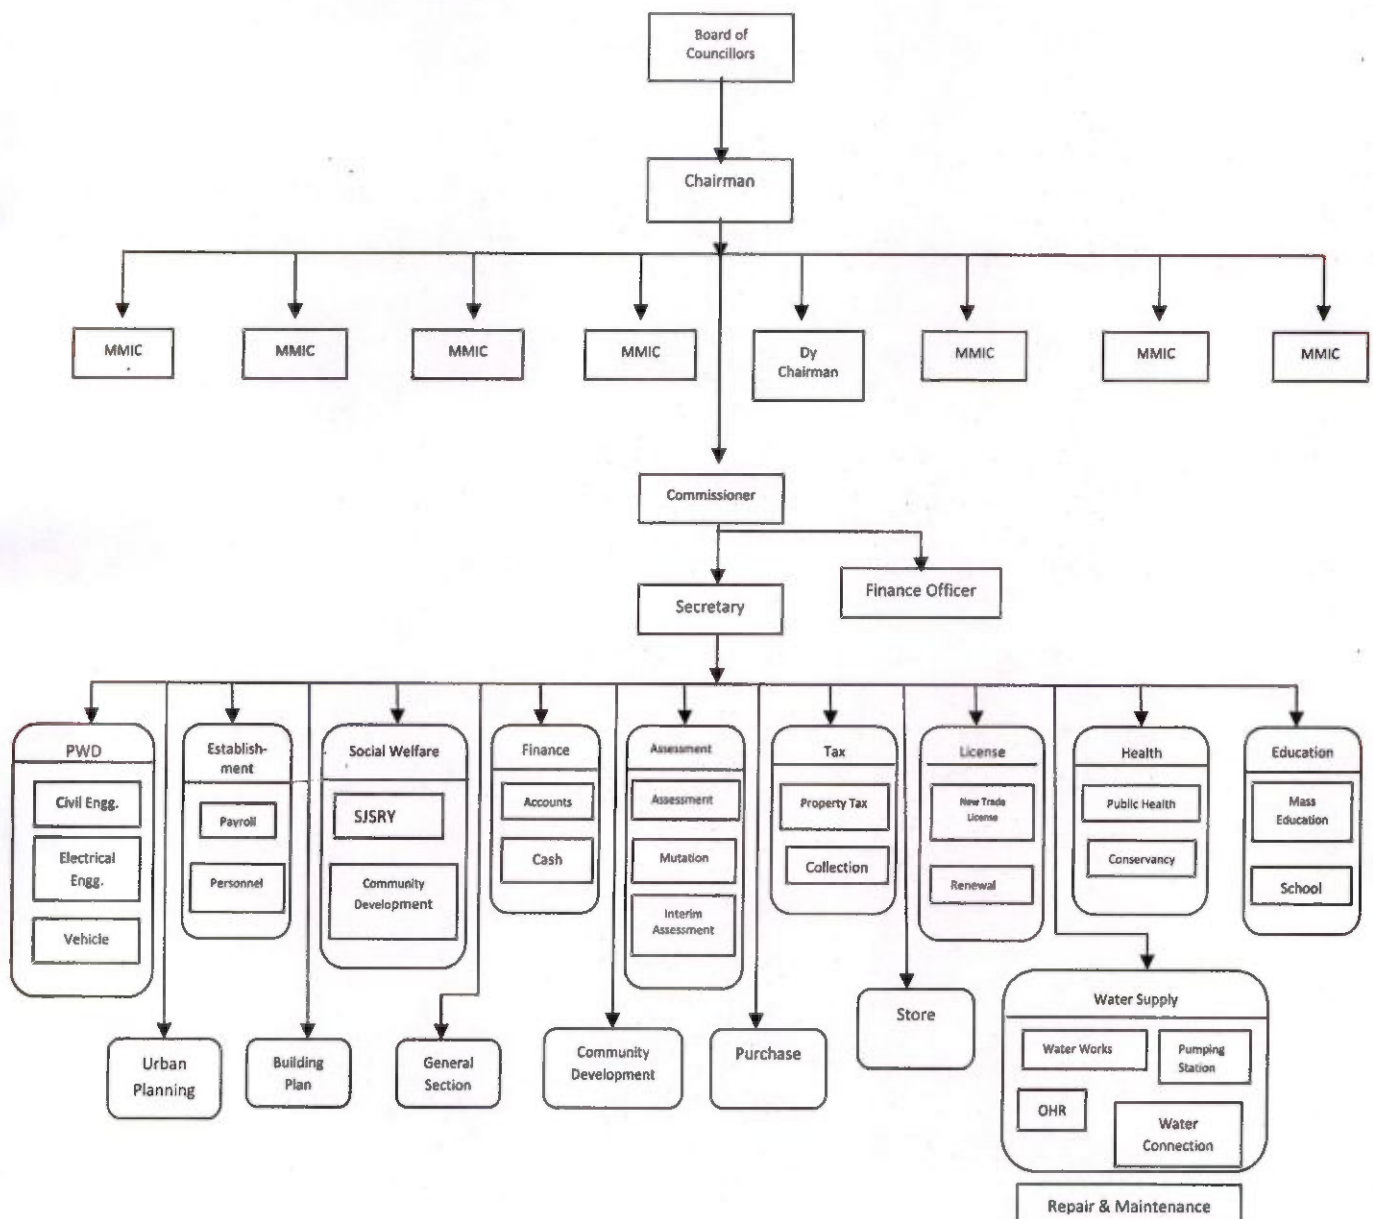 Board of
Councillors
Chairman
MMIC
MMIC
MMIC
MMIC
Dy
Chairman
MMIC
MMIC
MMIC
Commissioner
Secretary
Finance Officer
PWD
Civil Engg.
Electrical
Engg.
Vehicle
Establish-
ment
Payroll
Personnel
Social Welfare
SJSRY
Community
Development
Finance
Accounts
Cash
Assessment
Assessment
Mutation
Interim
Assessment
Tax
Property Tax
Collection
License
New Trade
License
Renewal
Health
Public Health
Conservancy
Education
Mass
Education
School
Urban
Planning
Building
Plan
General
Section
Community
Development
Purchase
Store
Water Supply
Water Works
Pumping
Station
OHR
Water
Connection
Repair & Maintenance